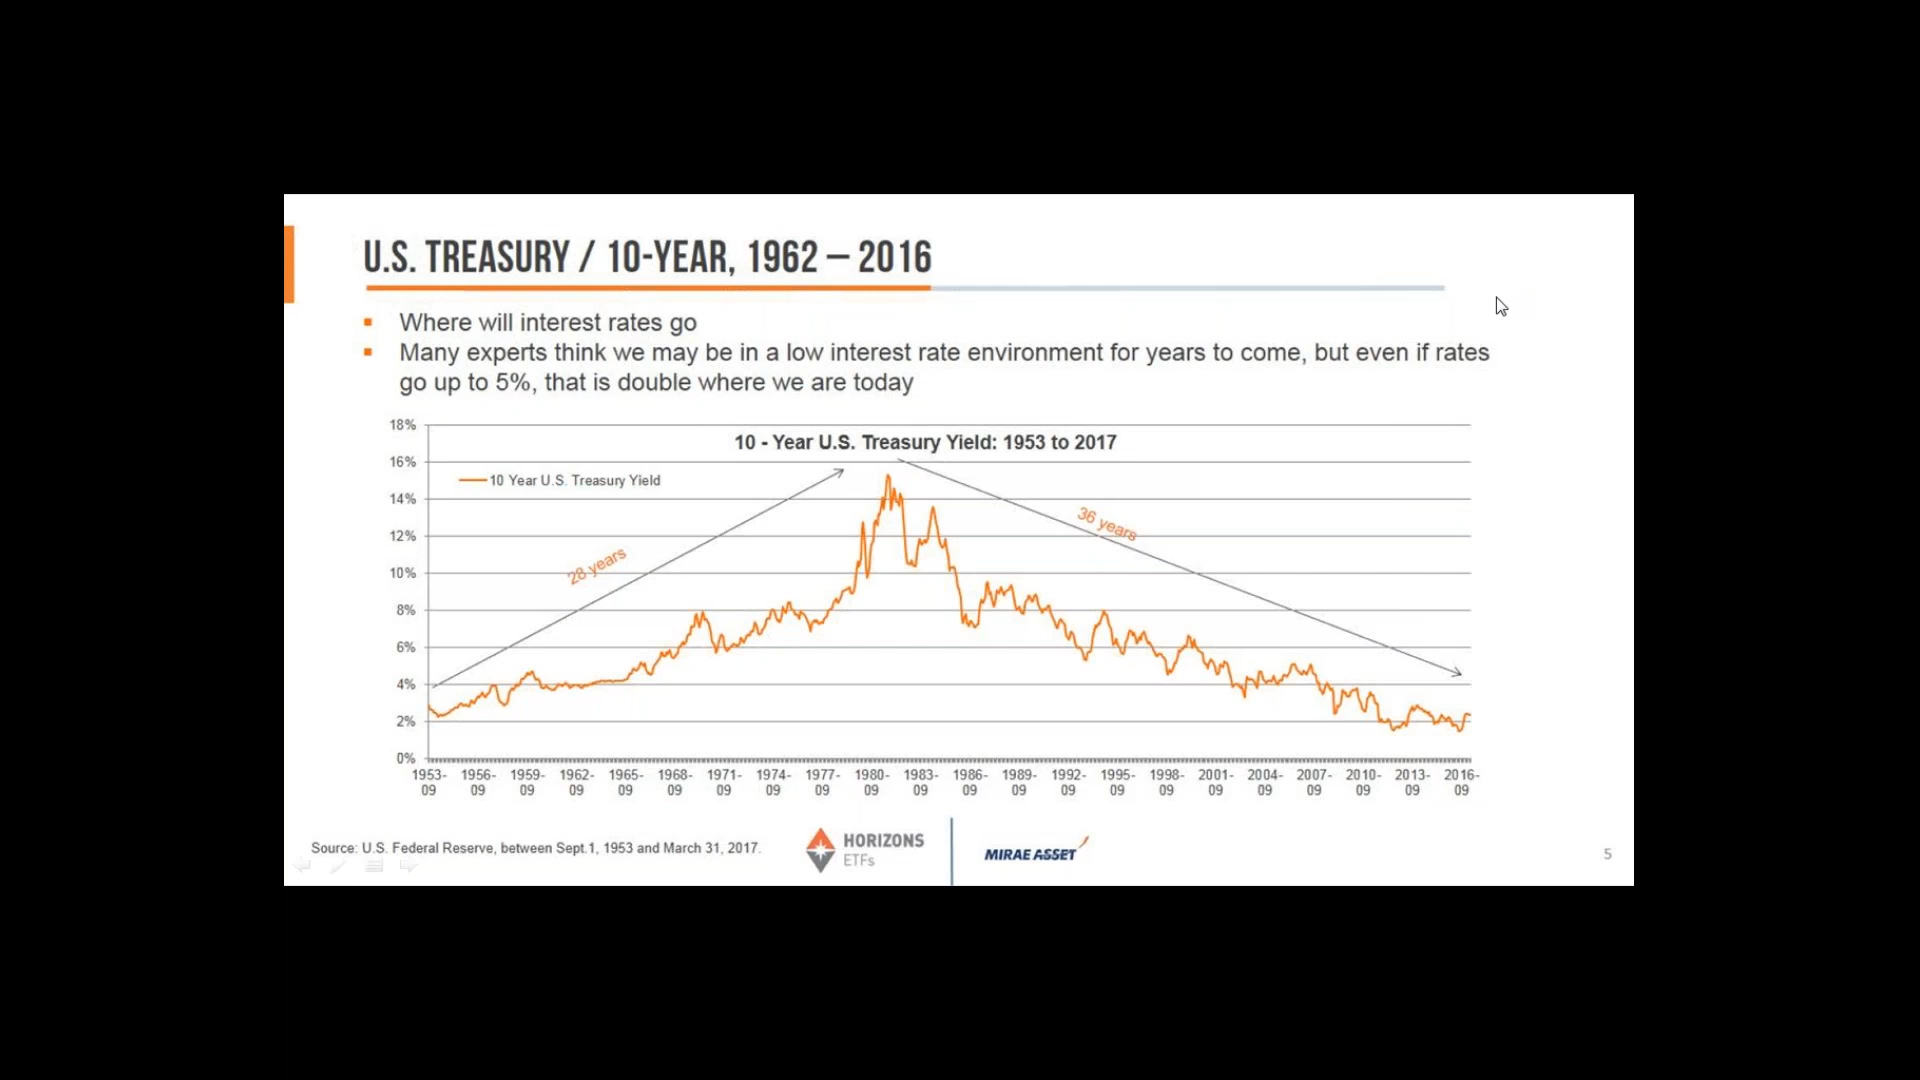 U.S. TREASURY / 10-YEAR, 1962 – 2016
Where will interest rates go
Many experts think we may be in a low interest rate environment for years to come, but even if rates
go up to 5%, that is double where we are today
10 - Year U.S. Treasury Yield: 1953 to 2017
10 Year U.S. Treasury Yield
28 years
36 years
18%
16%
14%
12%
10%
8%
6%
4%
2%
0%
1953- 1956- 1959- 1962- 1965- 1968- 1971- 1974- 1977- 1980- 1983- 1986- 1989- 1992- 1995- 1998- 2001- 2004- 2007- 2010- 2013- 2016-
09 09 09 09 09 09 09 09 09 09 09 09 09 09 09 09 09 09 09 09 09 09
Source: U.S. Federal Reserve, between Sept.1, 1953 and March 31, 2017.
HORIZONS
ETFs
MIRAE ASSET
5